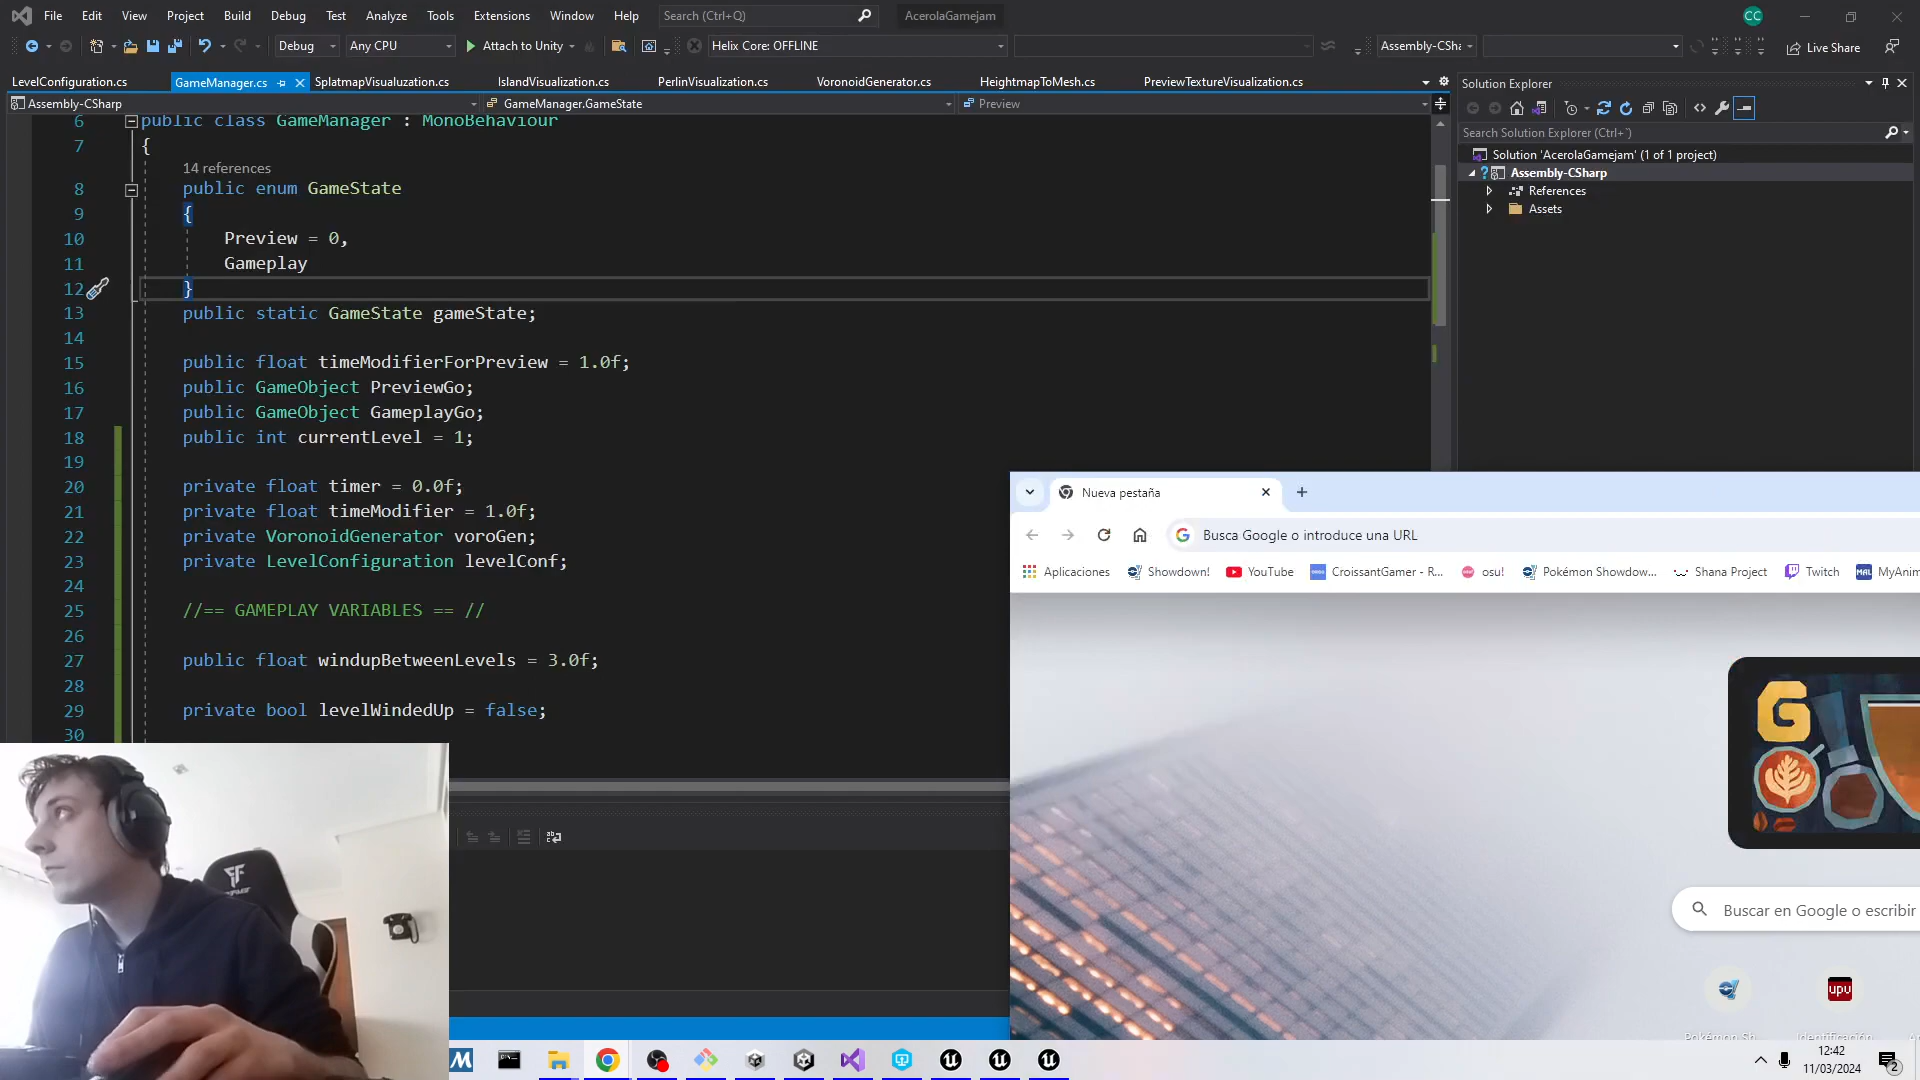 File Edit View Project Build Debug Test Analyze Tools Extensions Window Help Search (Ctrl+Q) AcerolaGamejam CC
Debug Any CPU Attach to Unity Helix Core: OFFLINE Assembly-CSha Live Share
LevelConfiguration.cs GameManager.cs SplatmapVisualuzation.cs IslandVisualization.cs PerlinVisualization.cs VoronoidGenerator.cs HeightmapToMesh.cs PreviewTextureVisualization.cs
Assembly-CSharp GameManager.GameState Preview
6 public class GameManager : MonoBehaviour
7 {
14 references
8 public enum GameState
9 {
10 Preview = 0,
11 Gameplay
12 }
13 public static GameState gameState;
14
15 public float timeModifierForPreview = 1.0f;
16 public GameObject PreviewGo;
17 public GameObject GameplayGo;
18 public int currentLevel = 1;
19
20 private float timer = 0.0f;
21 private float timeModifier = 1.0f;
22 private VoronoidGenerator voroGen;
23 private LevelConfiguration levelConf;
24
25 //== GAMEPLAY VARIABLES == //
26
27 public float windupBetweenLevels = 3.0f;
28
29 private bool levelWindedUp = false;
30
Solution Explorer
Search Solution Explorer (Ctrl+¨)
Solution 'AcerolaGamejam' (1 of 1 project)
Assembly-CSharp
References
Assets
Nueva pestaña
Busca Google o introduce una URL
Aplicaciones Showdown! YouTube CroissantGamer - R... osu! Pokémon Showdow... Shana Project Twitch MAL MyAnim
G
Buscar en Google o escribir
upu
Pokémon Sh
Identificación
12:42
11/03/2024
2